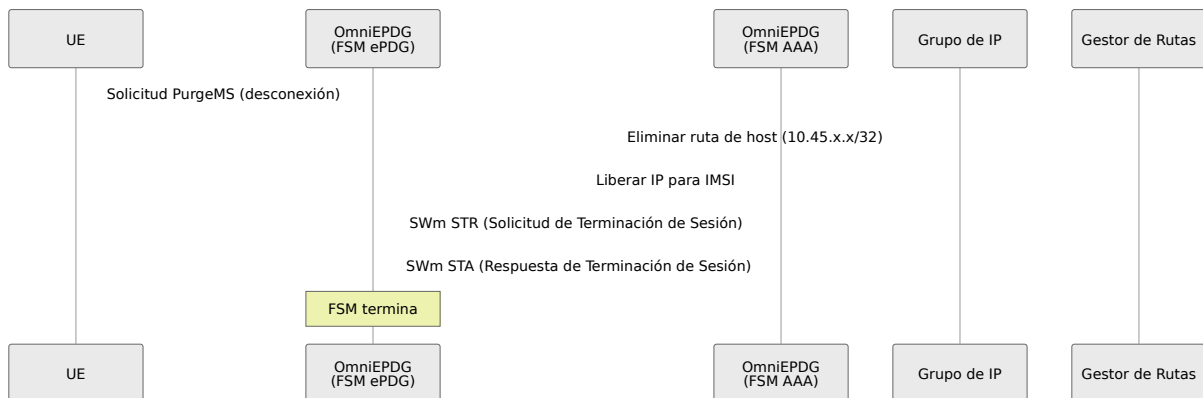 UE
OmniEPDG
(FSM ePDG)
OmniEPDG
(FSM AAA)
Grupo de IP
Gestor de Rutas
Solicitud PurgeMS (desconexión)
Eliminar ruta de host (10.45.x.x/32)
Liberar IP para IMSI
SWm STR (Solicitud de Terminación de Sesión)
SWm STA (Respuesta de Terminación de Sesión)
FSM termina
UE
OmniEPDG
(FSM ePDG)
OmniEPDG
(FSM AAA)
Grupo de IP
Gestor de Rutas